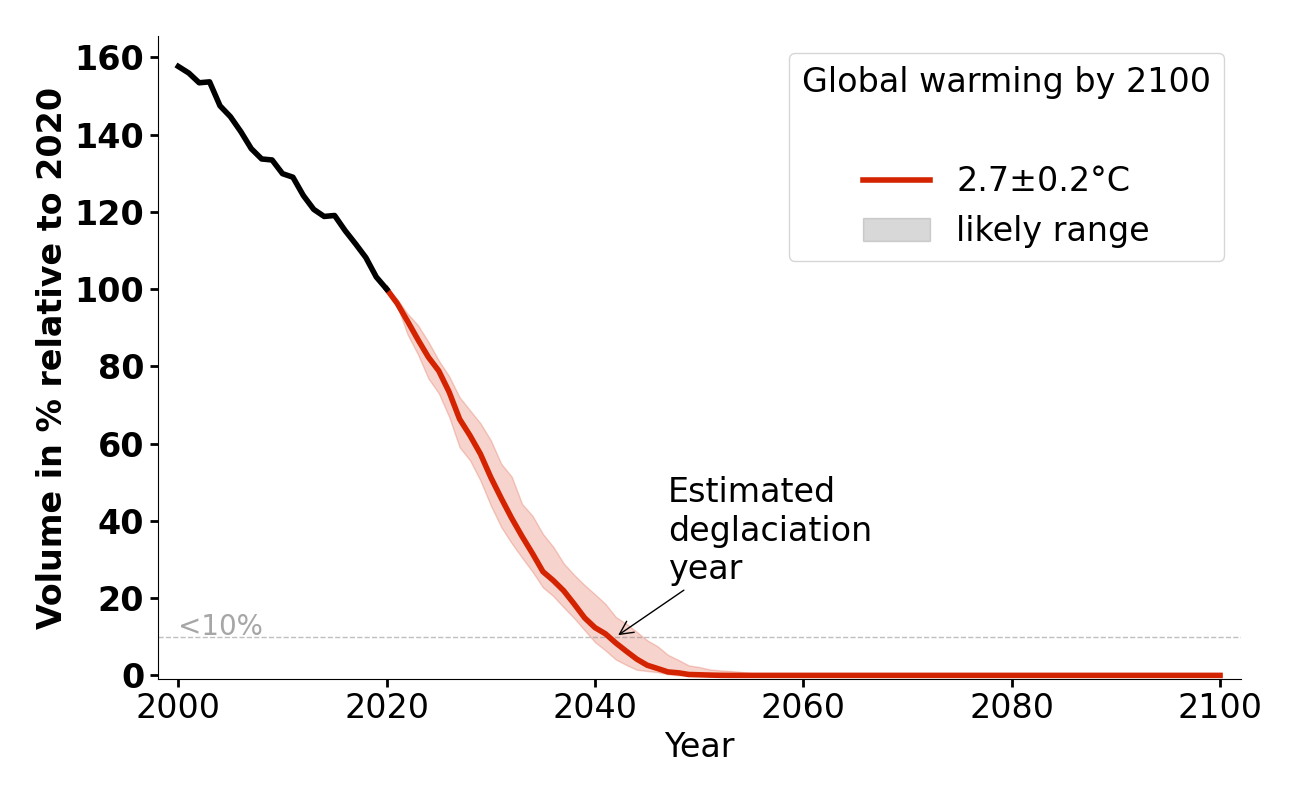 Volume in % relative to 2020
160
140
120
100
80
60
40
20
0
<10%
Global warming by 2100
2.7±0.2°C
likely range
Estimated
deglaciation
year
2000 2020 2040 2060 2080 2100
Year